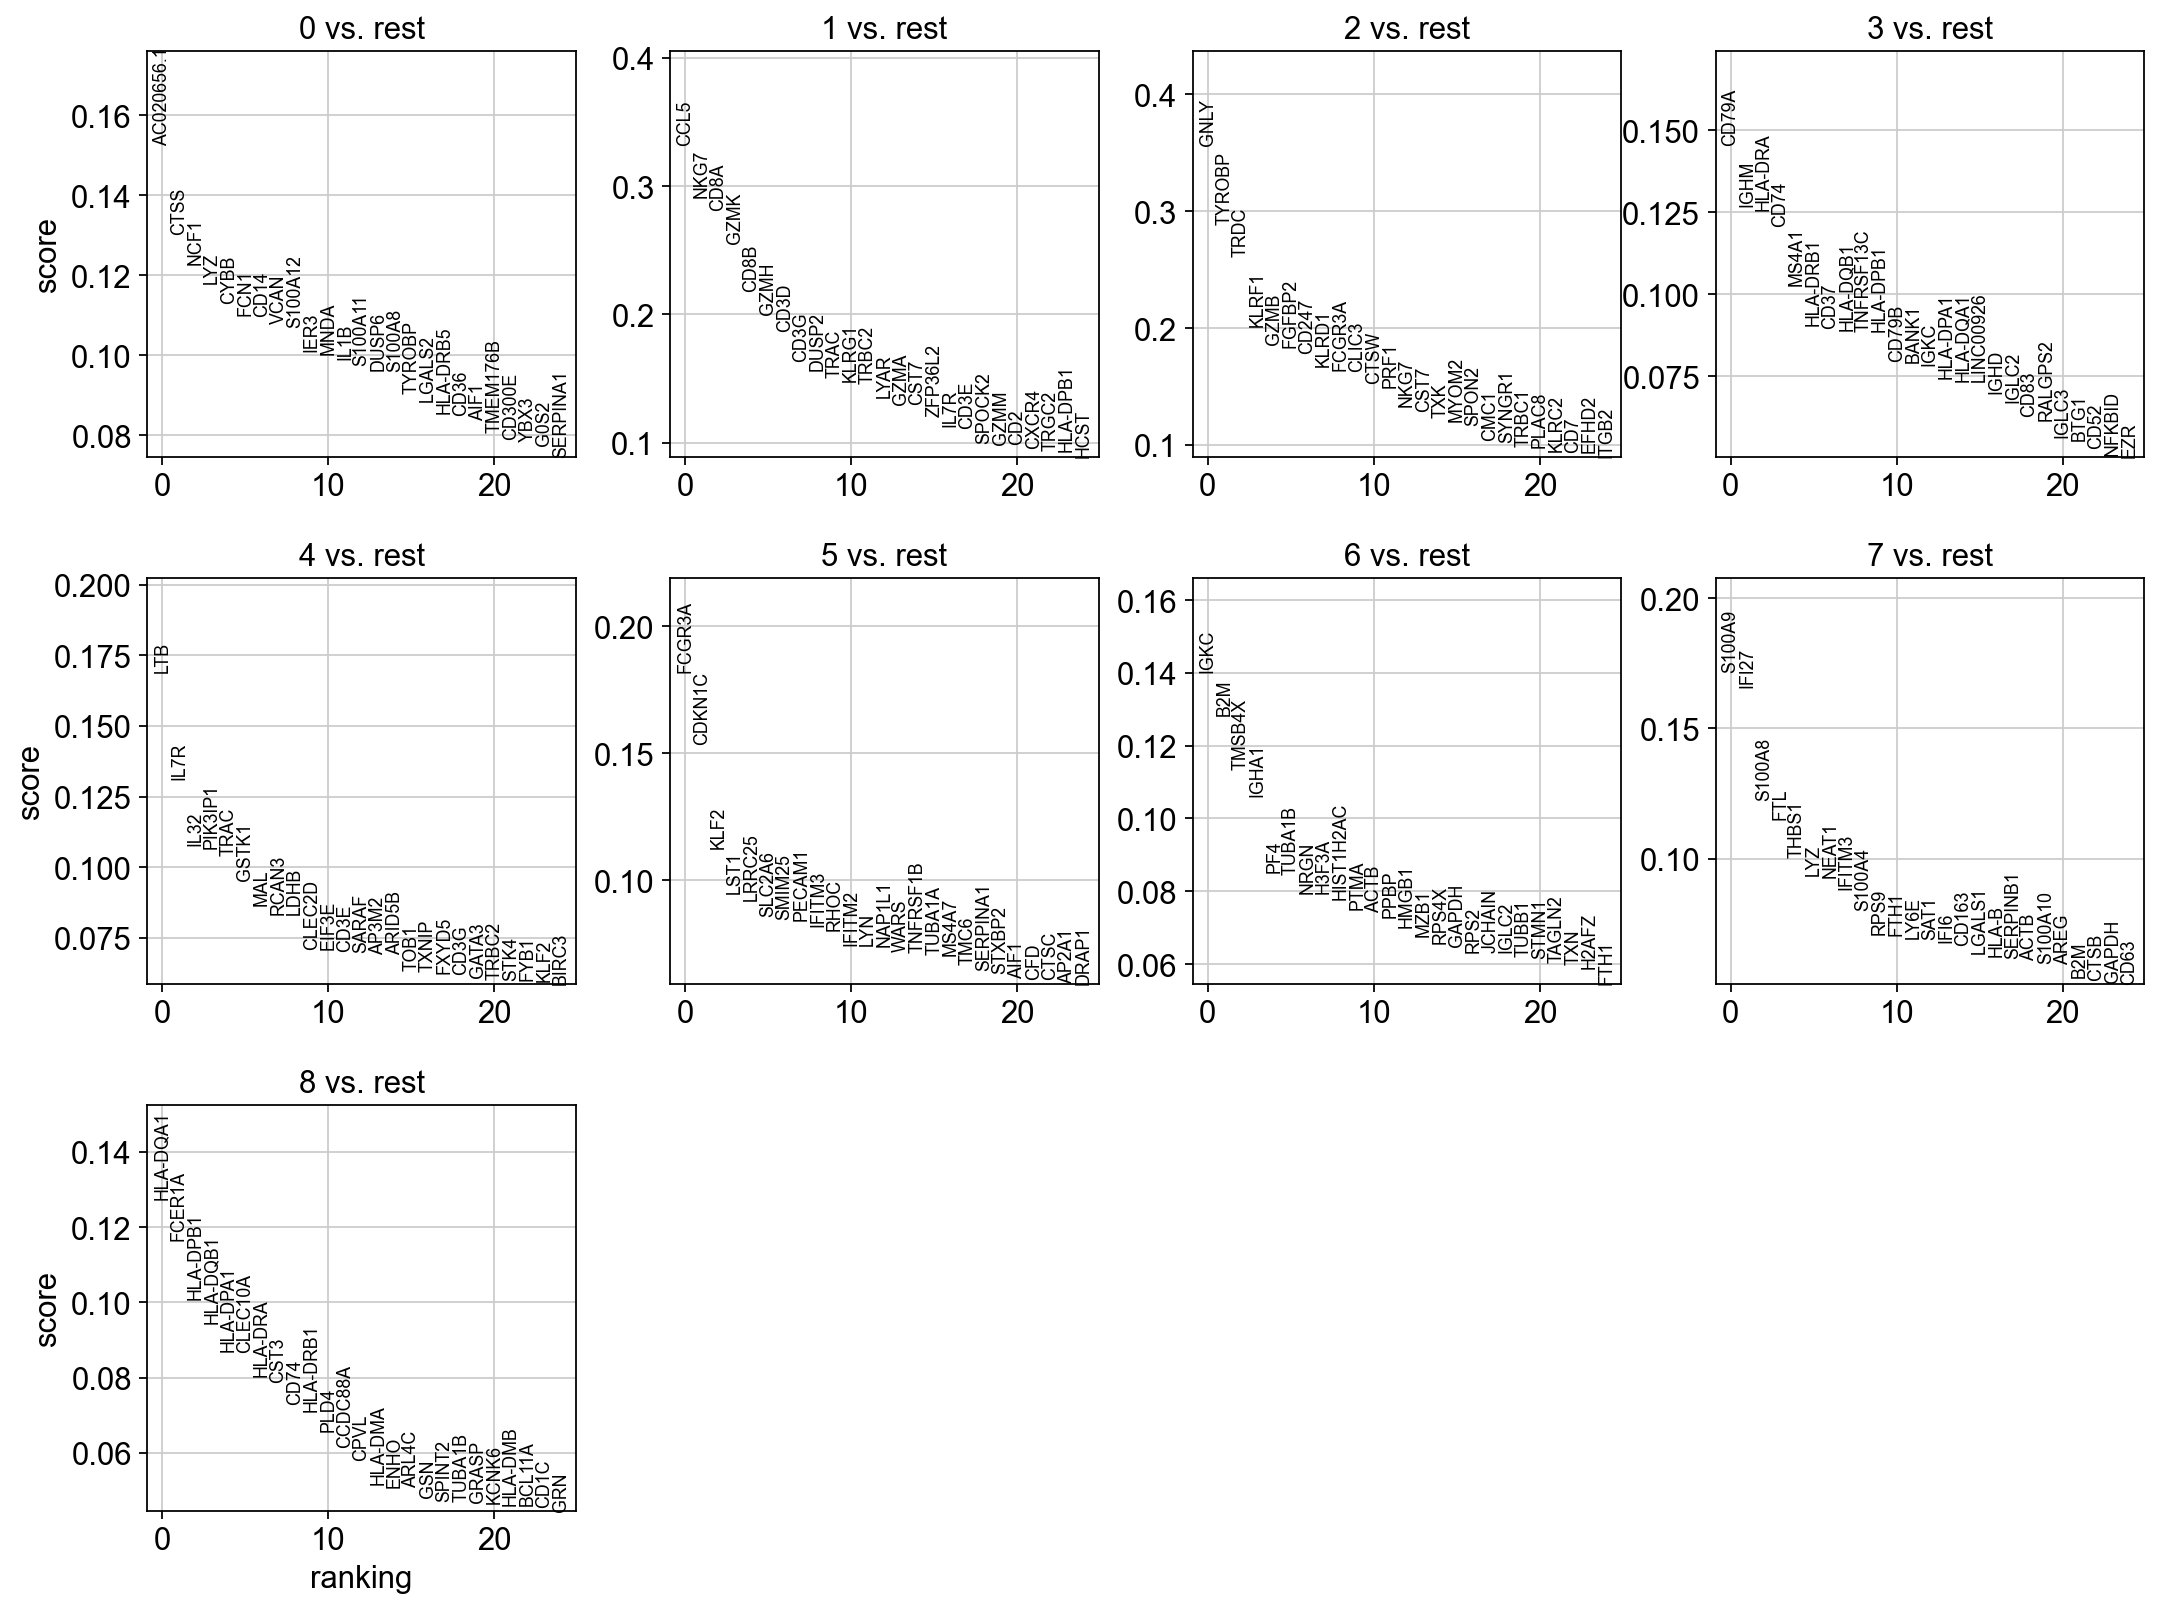 0 vs. rest
1 vs. rest
2 vs. rest
3 vs. rest
score
0.16
0.14
0.12
0.10
0.08
AC020656.1
CTSS
NCF1
LYZ
CYBB
FCN1
CD14
VCAN
S100A12
IER3
MNDA
IL1B
S100A11
DUSP6
S100A8
TYROBP
LGALS2
HLA-DRB5
CD36
AIF1
TMEM176B
CD300E
YBX3
G0S2
SERPINA1
0 10 20
0.4
0.3
0.2
0.1
CCL5
NKG7
CD8A
GZMK
CD8B
GZMH
CD3D
CD3G
DUSP2
TRAC
KLRG1
TRBC2
LYAR
GZMA
CST7
ZFP36L2
IL7R
CD3E
SPOCK2
GZMM
CD2
CXCR4
TRGC2
HLA-DPB1
HCST
0 10 20
0.4
0.3
0.2
0.1
GNLY
TYROBP
TRDC
KLRF1
GZMB
FGFBP2
CD247
KLRD1
FCGR3A
CLIC3
CTSW
PRF1
NKG7
CST7
TXK
MYOM2
SPON2
CMC1
SYNGR1
TRBC1
PLAC8
KLRC2
CD7
EFHD2
ITGB2
0 10 20
0.150
0.125
0.100
0.075
CD79A
IGHM
HLA-DRA
CD74
MS4A1
HLA-DRB1
CD37
HLA-DQB1
TNFRSF13C
HLA-DPB1
CD79B
BANK1
IGKC
HLA-DPA1
HLA-DQA1
LINC00926
IGHD
IGLC2
CD83
RALGPS2
IGLC3
BTG1
CD52
NFKBID
EZR
0 10 20
4 vs. rest
5 vs. rest
6 vs. rest
7 vs. rest
score
0.200
0.175
0.150
0.125
0.100
0.075
LTB
IL7R
IL32
PIK3IP1
TRAC
GSTK1
MAL
RCAN3
LDHB
CLEC2D
EIF3E
CD3E
SARAF
AP3M2
ARID5B
TOB1
TXNIP
FXYD5
CD3G
GATA3
TRBC2
STK4
FYB1
KLF2
BIRC3
0 10 20
0.20
0.15
0.10
FCGR3A
CDKN1C
KLF2
LST1
LRRC25
SLC2A6
SMIM25
PECAM1
IFITM3
RHOC
IFITM2
LYN
NAP1L1
WARS
TNFRSF1B
TUBA1A
MS4A7
TMC6
SERPINA1
STXBP2
AIF1
CFD
CTSC
AP2A1
DRAP1
0 10 20
0.16
0.14
0.12
0.10
0.08
0.06
IGKC
B2M
TMSB4X
IGHA1
PF4
TUBA1B
NRGN
H3F3A
HIST1H2AC
PTMA
ACTB
PPBP
HMGB1
MZB1
RPS4X
GAPDH
RPS2
JCHAIN
IGLC2
TUBB1
STMN1
TAGLN2
TXN
H2AFZ
FTH1
0 10 20
0.20
0.15
0.10
S100A9
IFI27
S100A8
FTL
THBS1
LYZ
NEAT1
IFITM3
S100A4
RPS9
FTH1
LY6E
SAT1
IFI6
CD163
LGALS1
HLA-B
SERPINB1
ACTB
S100A10
AREG
B2M
CTSB
GAPDH
CD63
0 10 20
8 vs. rest
score
0.14
0.12
0.10
0.08
0.06
HLA-DQA1
FCER1A
HLA-DPB1
HLA-DQB1
HLA-DPA1
CLEC10A
HLA-DRA
CST3
CD74
HLA-DRB1
PLD4
CCDC88A
CPVL
HLA-DMA
ENHO
ARL4C
GSN
SPINT2
TUBA1B
GRASP
KCNK6
HLA-DMB
BCL11A
CD1C
GRN
0 10 20
ranking